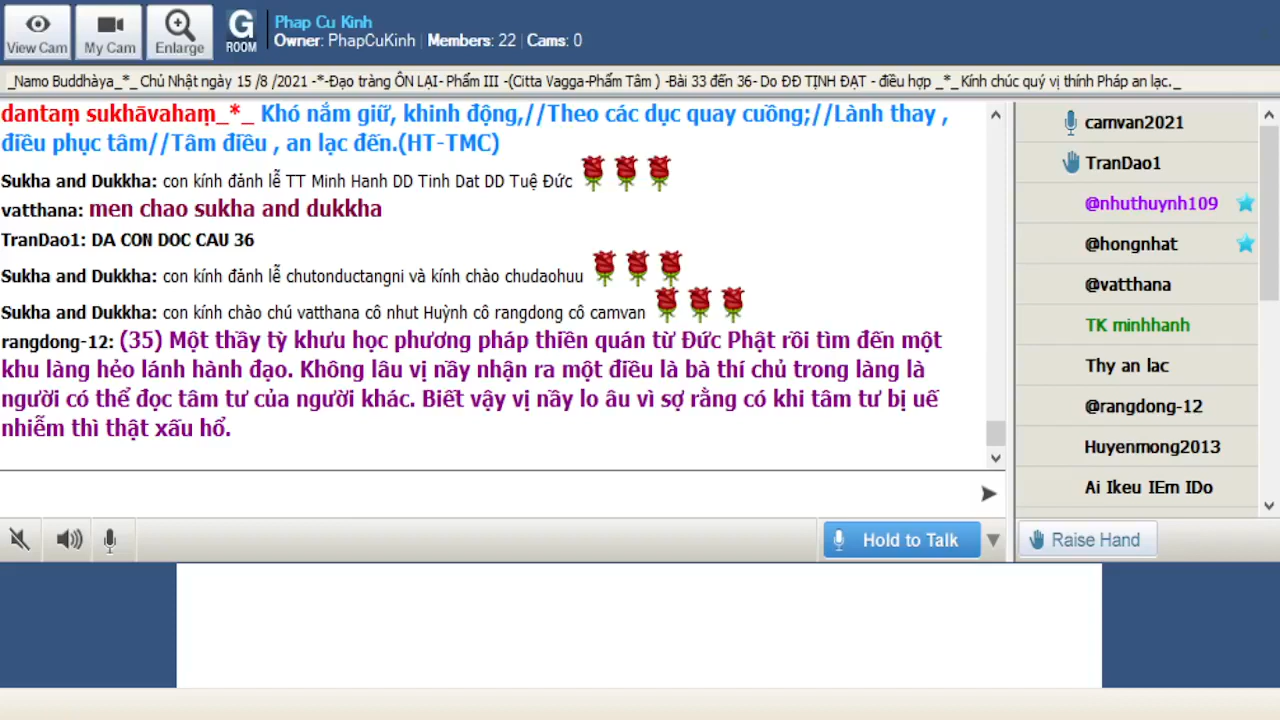 View Cam
My Cam
Enlarge
G
ROOM
Phap Cu Kinh
Owner: PhapCuKinh | Members: 22 | Cams: 0
_Namo Buddhàya_*_ Chủ Nhật ngày 15 /8 /2021 -*-Đạo tràng ÔN LẠI- Phẩm III -(Citta Vagga-Phẩm Tâm ) -Bài 33 đến 36- Do ĐĐ TỊNH ĐẠT - điều hợp _*_Kính chúc quý vị thính Pháp an lạc._
dantaṃ sukhāvahaṃ_*_ Khó nắm giữ, khinh động,//Theo các dục quay cuồng;//Lành thay ,
điều phục tâm//Tâm điều , an lạc đến.(HT-TMC)
Sukha and Dukkha: con kính đảnh lễ TT Minh Hanh DD Tinh Dat DD Tuệ Đức
vatthana: men chao sukha and dukkha
TranDao1: DA CON DOC CAU 36
Sukha and Dukkha: con kính đảnh lễ chutonductangni và kính chào chudaohuu
Sukha and Dukkha: con kính chào chú vatthana cô nhut Huỳnh cô rangdong cô camvan
rangdong-12: (35) Một thầy tỳ khưu học phương pháp thiền quán từ Đức Phật rồi tìm đến một
khu làng hẻo lánh hành đạo. Không lâu vị nầy nhận ra một điều là bà thí chủ trong làng là
người có thể đọc tâm tư của người khác. Biết vậy vị nầy lo âu vì sợ rằng có khi tâm tư bị uế
nhiễm thì thật xấu hổ.
camvan2021
TranDao1
@nhuthuynh109
@hongnhat
@vatthana
TK minhhanh
Thy an lac
@rangdong-12
Huyenmong2013
Ai Ikeu IEm IDo
Hold to Talk
Raise Hand